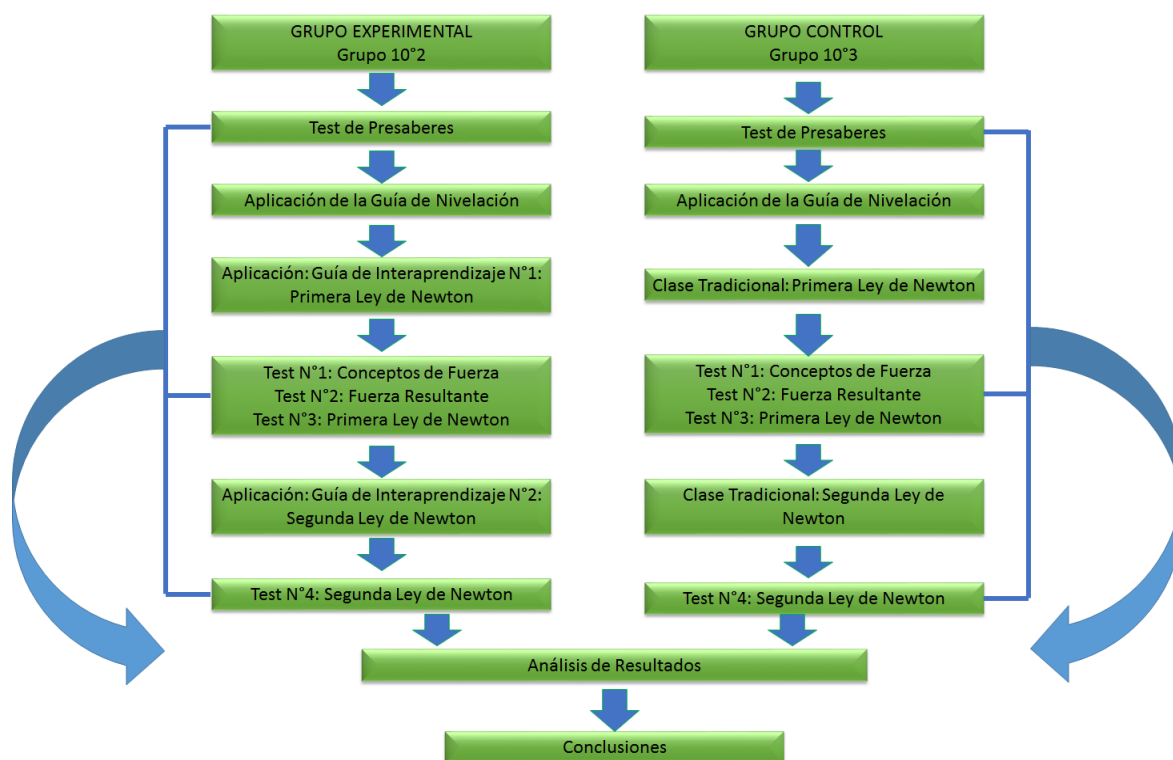 GRUPO EXPERIMENTAL
Grupo 10°2
Test de Presaberes
Aplicación de la Guía de Nivelación
Aplicación: Guía de Interaprendizaje N°1:
Primera Ley de Newton
Test N°1: Conceptos de Fuerza
Test N°2: Fuerza Resultante
Test N°3: Primera Ley de Newton
Aplicación: Guía de Interaprendizaje N°2:
Segunda Ley de Newton
Test N°4: Segunda Ley de Newton
GRUPO CONTROL
Grupo 10°3
Test de Presaberes
Aplicación de la Guía de Nivelación
Clase Tradicional: Primera Ley de Newton
Test N°1: Conceptos de Fuerza
Test N°2: Fuerza Resultante
Test N°3: Primera Ley de Newton
Clase Tradicional: Segunda Ley de
Newton
Test N°4: Segunda Ley de Newton
Análisis de Resultados
Conclusiones